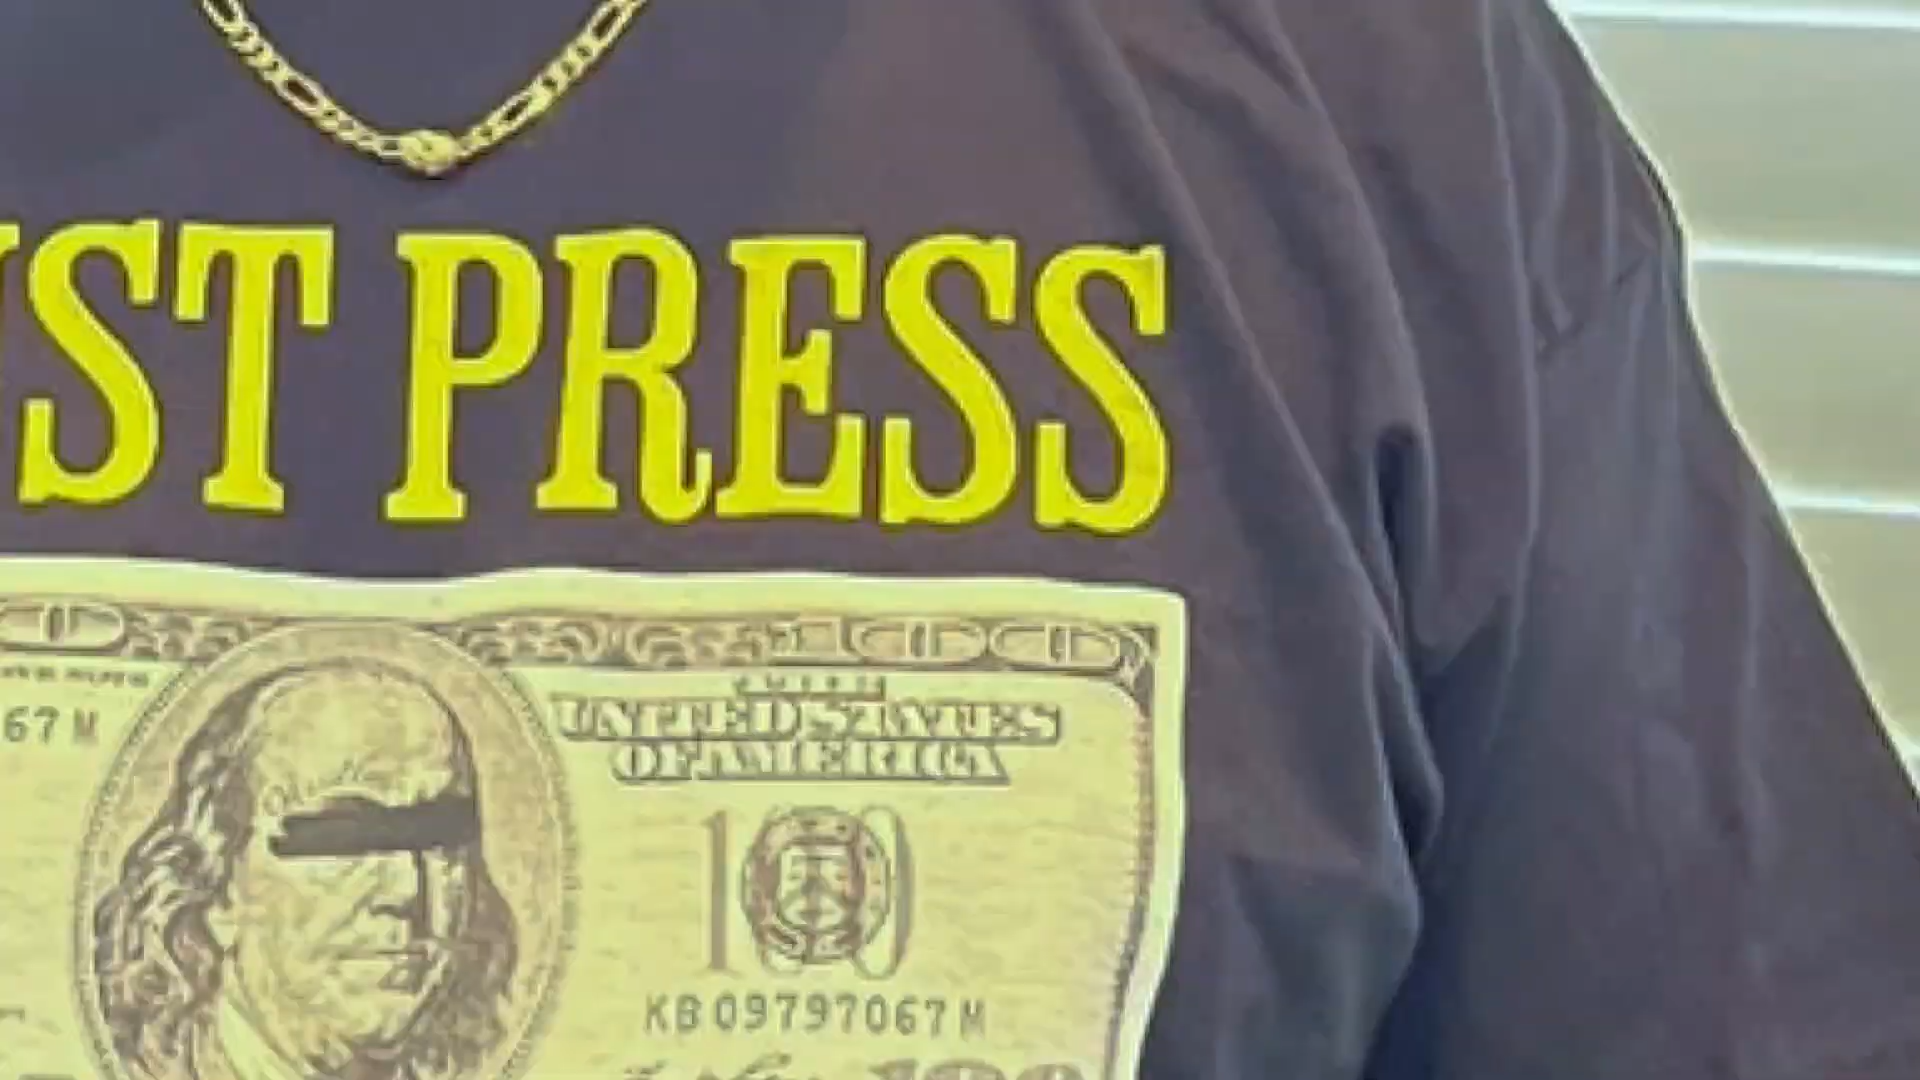 ST PRESS
67 M
UNITED STATES
OF AMERICA
100
KB 09797067 M